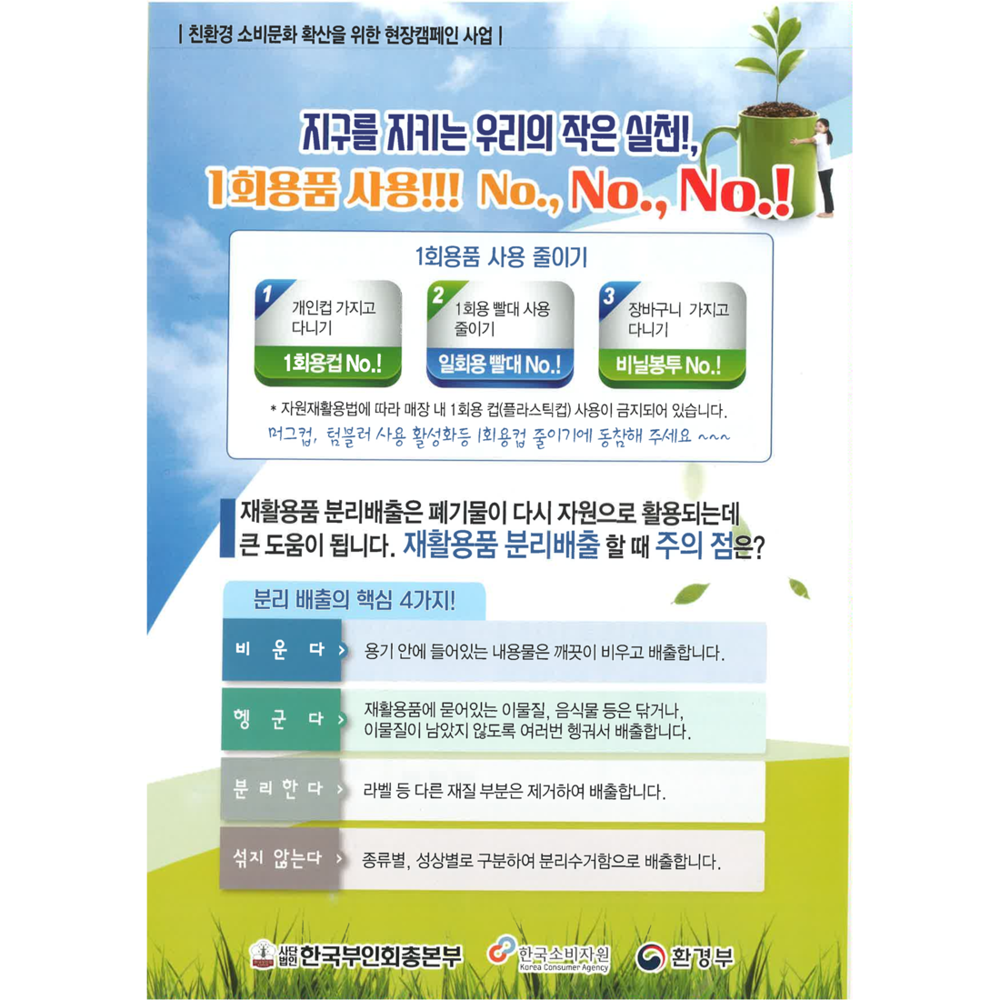 | 친환경 소비문화 확산을 위한 현장캠페인 사업 |
지구를 지키는 우리의 작은 실천!,
1회용품 사용!!! No., No., No.!
1회용품 사용 줄이기
1
개인컵 가지고
다니기
1회용컵 No.!
2
1회용 빨대 사용
줄이기
일회용 빨대 No.!
3
장바구니 가지고
다니기
비닐봉투 No.!
* 자원재활용법에 따라 매장 내 1회용 컵(플라스틱컵) 사용이 금지되어 있습니다.
머그컵, 텀블러 사용 활성화등 1회용컵 줄이기에 동참해 주세요 ~~~
재활용품 분리배출은 폐기물이 다시 자원으로 활용되는데
큰 도움이 됩니다. 재활용품 분리배출 할 때 주의 점은?
분리 배출의 핵심 4가지!
비 운 다 >
용기 안에 들어있는 내용물은 깨끗이 비우고 배출합니다.
헹 군 다 >
재활용품에 묻어있는 이물질, 음식물 등은 닦거나,
이물질이 남았지 않도록 여러번 헹궈서 배출합니다.
분 리 한 다 >
라벨 등 다른 재질 부분은 제거하여 배출합니다.
섞지 않는다 >
종류별, 성상별로 구분하여 분리수거함으로 배출합니다.
사단
법인 한국부인회총본부
한국소비자원
Korea Consumer Agency
환경부